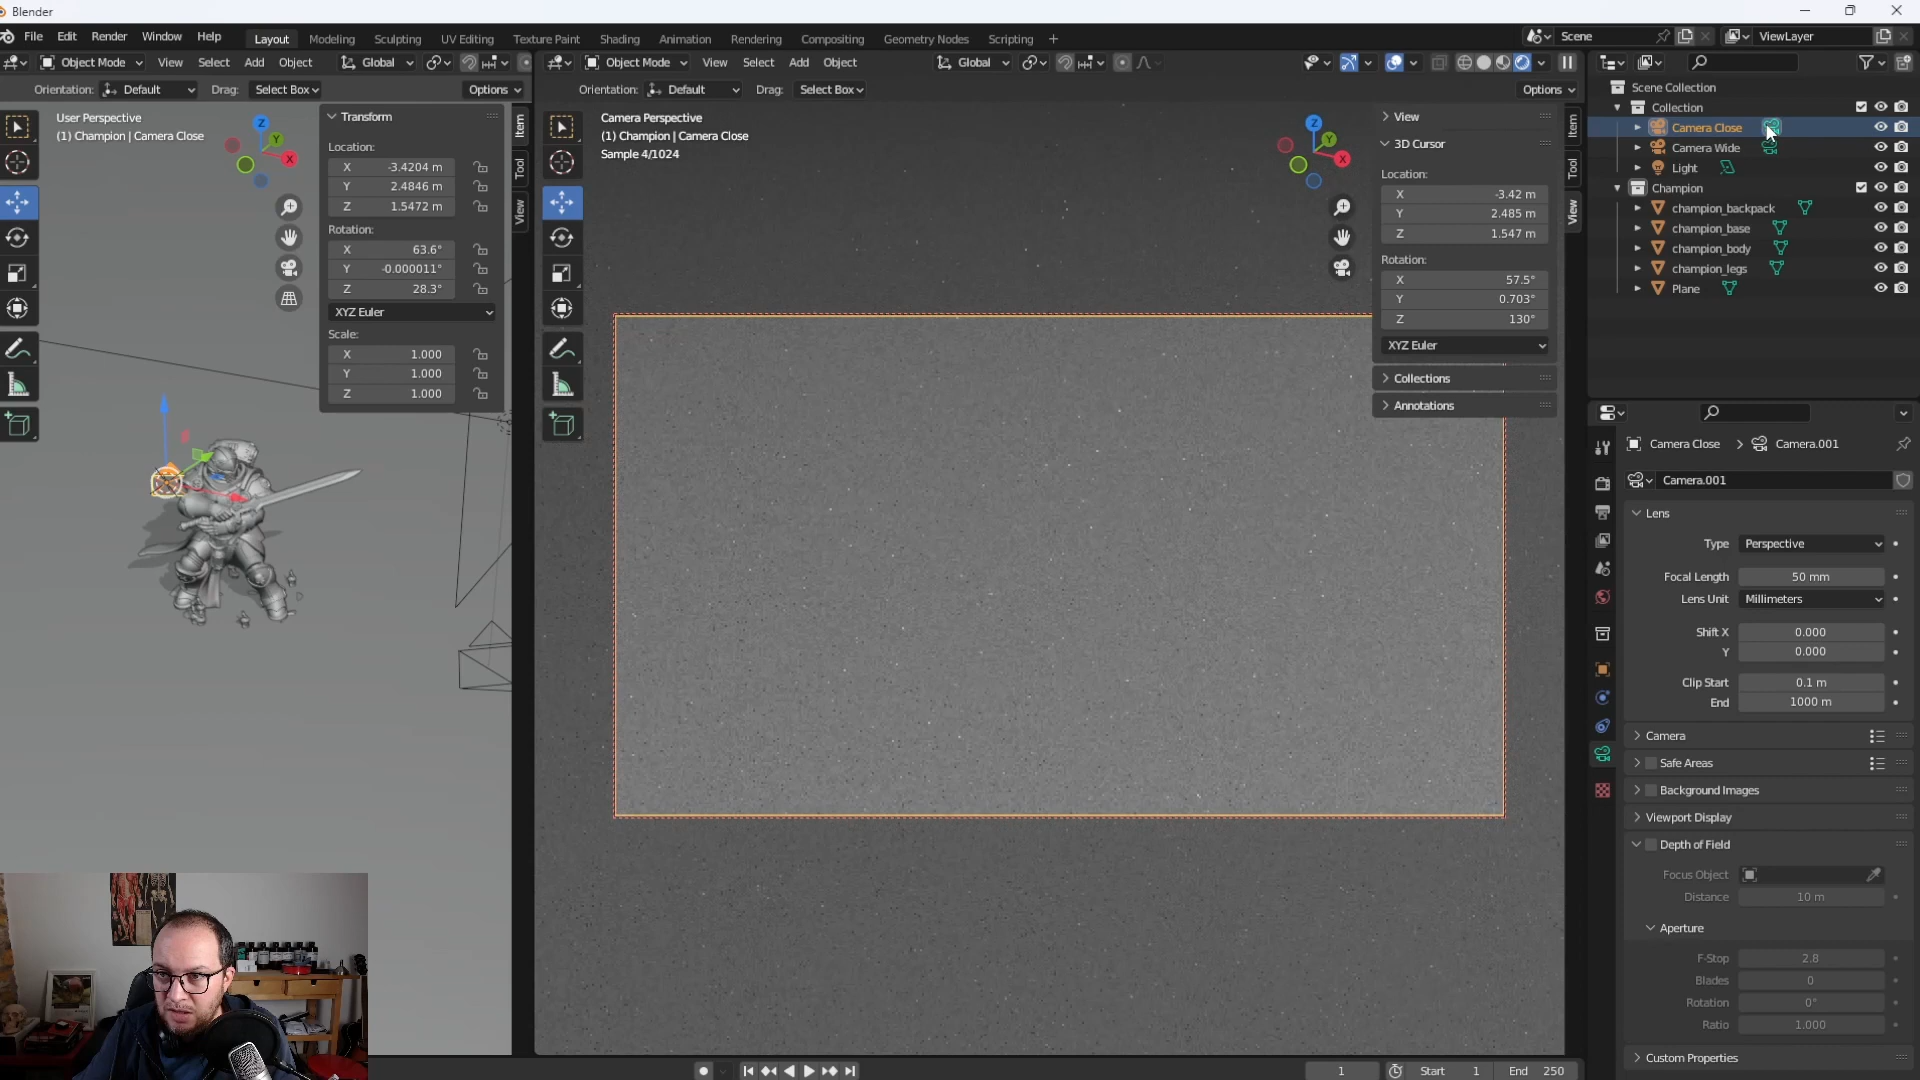 Blender
File Edit Render Window Help Layout Modeling Sculpting UV Editing Texture Paint Shading Animation Rendering Compositing Geometry Nodes Scripting + Scene ViewLayer
Object Mode View Select Add Object Global
Orientation: Default Drag: Select Box Options
User Perspective
(1) Champion | Camera Close
Z
Y
X
Transform
Location:
X -3.4204 m
Y 2.4846 m
Z 1.5472 m
Rotation:
X 63.6°
Y -0.000011°
Z 28.3°
XYZ Euler
Scale:
X 1.000
Y 1.000
Z 1.000
Item
Tool
View
Object Mode View Select Add Object Global
Orientation: Default Drag: Select Box Options
Camera Perspective
(1) Champion | Camera Close
Sample 4/1024
Z
Y
X
View
3D Cursor
Location:
X -3.42 m
Y 2.485 m
Z 1.547 m
Rotation:
X 57.5°
Y 0.703°
Z 130°
XYZ Euler
Collections
Annotations
Item
Tool
View
Scene Collection
Collection
Camera Close
Camera Wide
Light
Champion
champion_backpack
champion_base
champion_body
champion_legs
Plane
Camera Close > Camera.001
Camera.001
Lens
Type Perspective
Focal Length 50 mm
Lens Unit Millimeters
Shift X 0.000
Y 0.000
Clip Start 0.1 m
End 1000 m
Camera
Safe Areas
Background Images
Viewport Display
Depth of Field
Focus Object
Distance 10 m
Aperture
F-Stop 2.8
Blades 0
Rotation 0°
Ratio 1.000
Custom Properties
1 Start 1 End 250